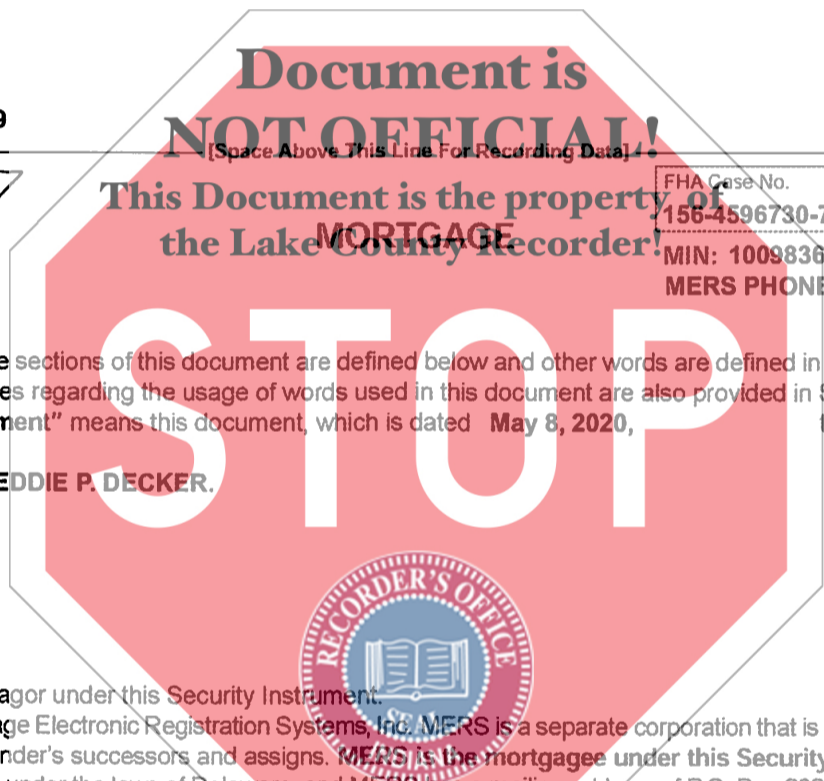 Document is
9
NOT OFFICIAL!
[Space Above This Line For Recording Data]
FHA Case No.
This Document is the property of
156-4596730-7
MORTGAGE
the Lake County Recorder!
MIN: 1009836
MERS PHONE
STOP
e sections of this document are defined below and other words are defined in
es regarding the usage of words used in this document are also provided in S
ment" means this document, which is dated May 8, 2020,
EDDIE P. DECKER.
RECORDER'S OFFICE
SEAL
agor under this Security Instrument.
ge Electronic Registration Systems, Inc. MERS is a separate corporation that is
nder's successors and assigns. MERS is the mortgagee under this Security